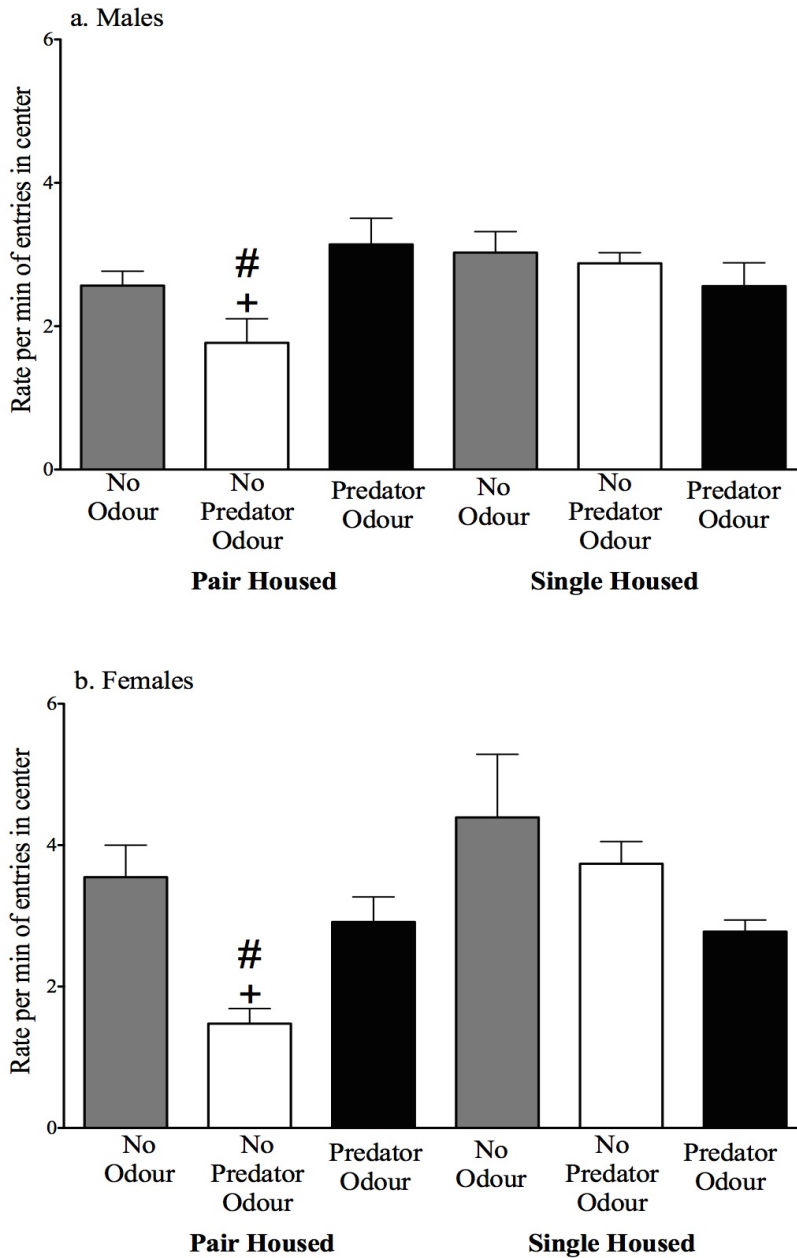 a. Males
Rate per min of entries in center
6
4
2
0
#
+
No
Odour
No
Predator
Odour
Predator
Odour
No
Odour
No
Predator
Odour
Predator
Odour
Pair Housed
Single Housed
b. Females
Rate per min of entries in center
6
4
2
0
#
+
No
Odour
No
Predator
Odour
Predator
Odour
No
Odour
No
Predator
Odour
Predator
Odour
Pair Housed
Single Housed